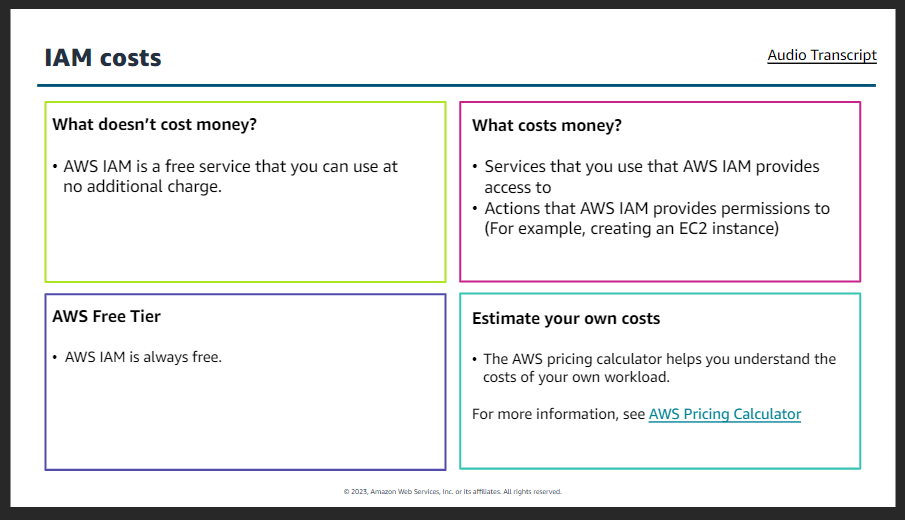 IAM costs
Audio Transcript
What doesn’t cost money?
• AWS IAM is a free service that you can use at
no additional charge.
What costs money?
• Services that you use that AWS IAM provides
access to
• Actions that AWS IAM provides permissions to
(For example, creating an EC2 instance)
AWS Free Tier
• AWS IAM is always free.
Estimate your own costs
• The AWS pricing calculator helps you understand the
costs of your own workload.
For more information, see AWS Pricing Calculator
© 2023, Amazon Web Services, Inc. or its affiliates. All rights reserved.